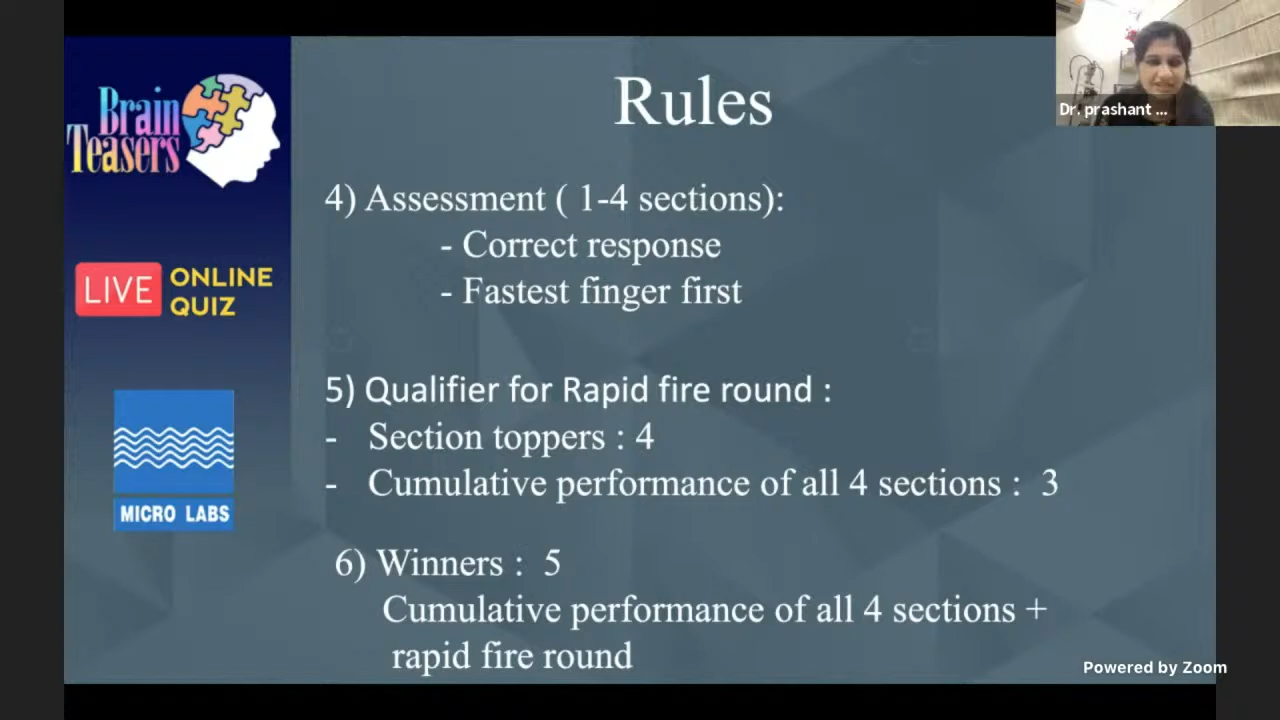 Brain
Teasers
LIVE ONLINE
QUIZ
MICRO LABS
Rules
4) Assessment ( 1-4 sections):
- Correct response
- Fastest finger first
5) Qualifier for Rapid fire round :
- Section toppers : 4
- Cumulative performance of all 4 sections : 3
6) Winners : 5
Cumulative performance of all 4 sections +
rapid fire round
Dr. prashant ...
Powered by Zoom